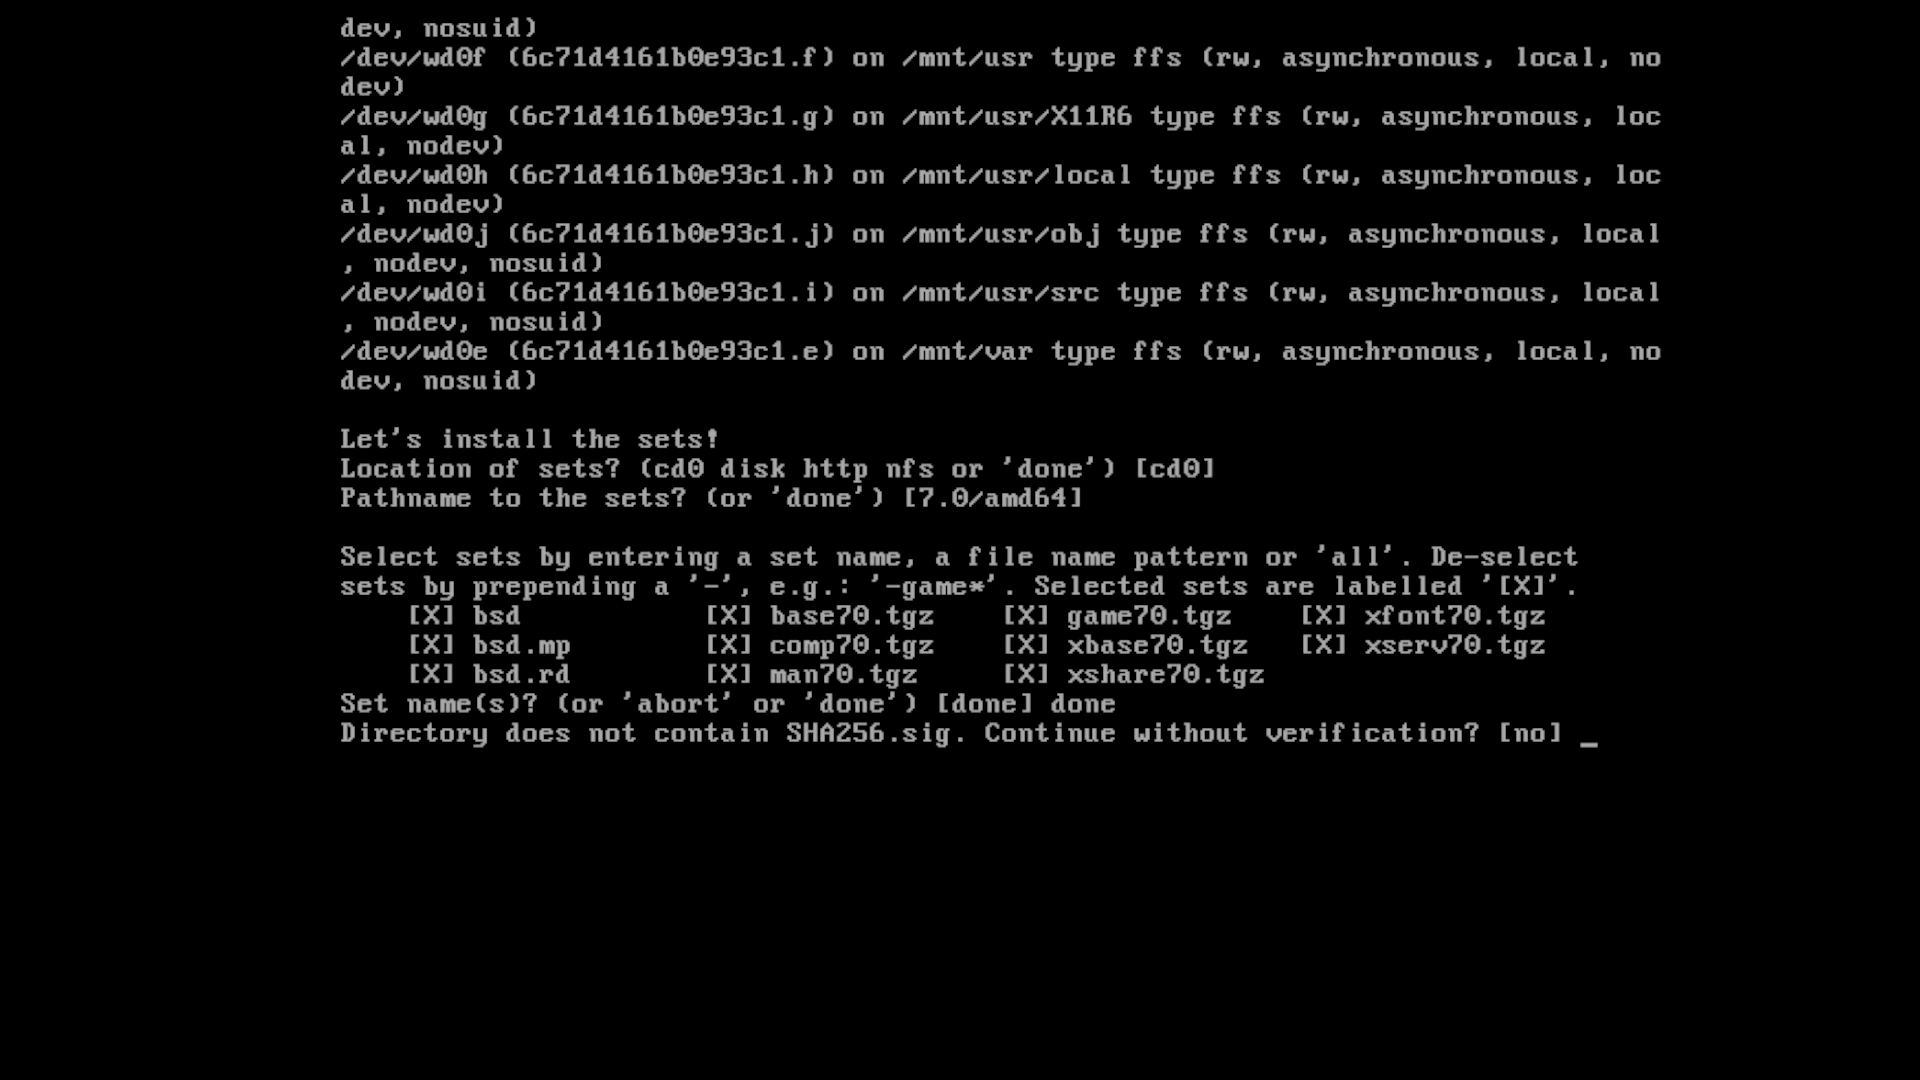 dev, nosuid)
/dev/wd0f (6c71d4161b0e93c1.f) on /mnt/usr type ffs (rw, asynchronous, local, no
dev)
/dev/wd0g (6c71d4161b0e93c1.g) on /mnt/usr/X11R6 type ffs (rw, asynchronous, loc
al, nodev)
/dev/wd0h (6c71d4161b0e93c1.h) on /mnt/usr/local type ffs (rw, asynchronous, loc
al, nodev)
/dev/wd0j (6c71d4161b0e93c1.j) on /mnt/usr/obj type ffs (rw, asynchronous, local
, nodev, nosuid)
/dev/wd0i (6c71d4161b0e93c1.i) on /mnt/usr/src type ffs (rw, asynchronous, local
, nodev, nosuid)
/dev/wd0e (6c71d4161b0e93c1.e) on /mnt/var type ffs (rw, asynchronous, local, no
dev, nosuid)

Let's install the sets!
Location of sets? (cd0 disk http nfs or 'done') [cd0]
Pathname to the sets? (or 'done') [7.0/amd64]

Select sets by entering a set name, a file name pattern or 'all'. De-select
sets by prepending a '-', e.g.: '-game*'. Selected sets are labelled '[X]'.
    [X] bsd           [X] base70.tgz    [X] game70.tgz    [X] xfont70.tgz
    [X] bsd.mp        [X] comp70.tgz    [X] xbase70.tgz   [X] xserv70.tgz
    [X] bsd.rd        [X] man70.tgz     [X] xshare70.tgz
Set name(s)? (or 'abort' or 'done') [done] done
Directory does not contain SHA256.sig. Continue without verification? [no] _